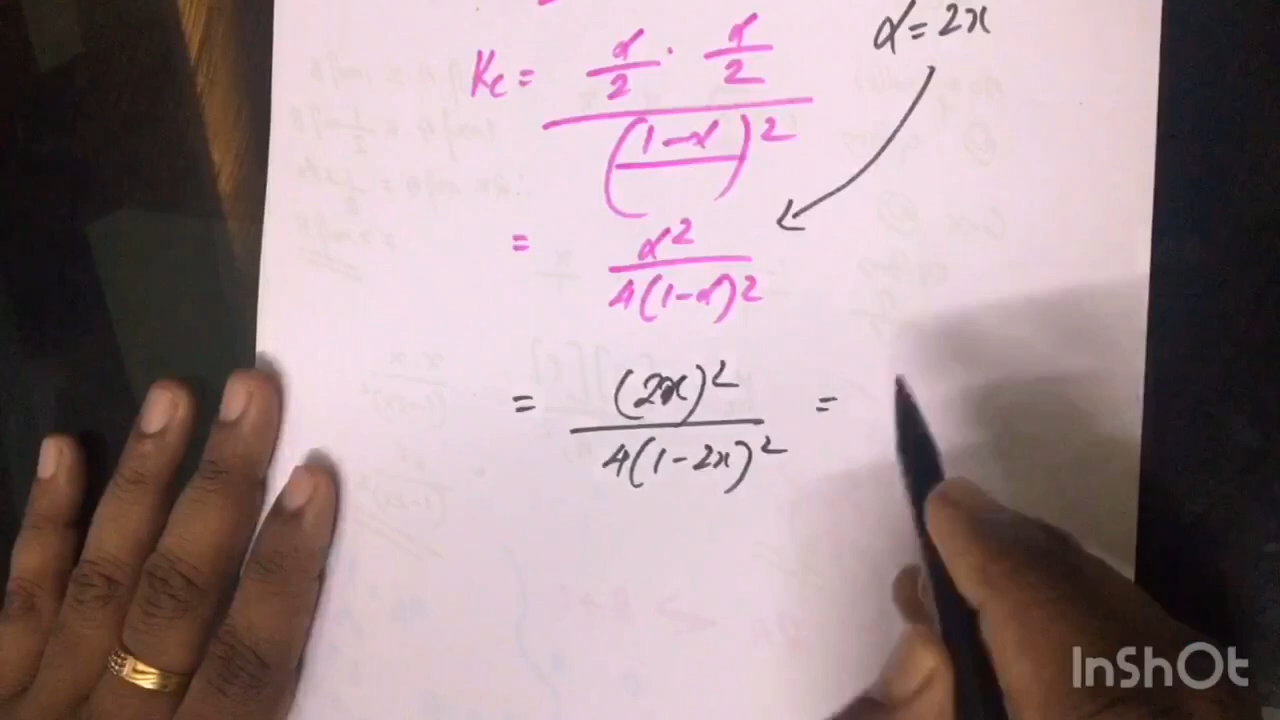 α = 2x
Kc = α/2 · α/2 / (1-α)²
= α² / 4(1-α)²
= (2x)² / 4(1-2x)² =
InShOt